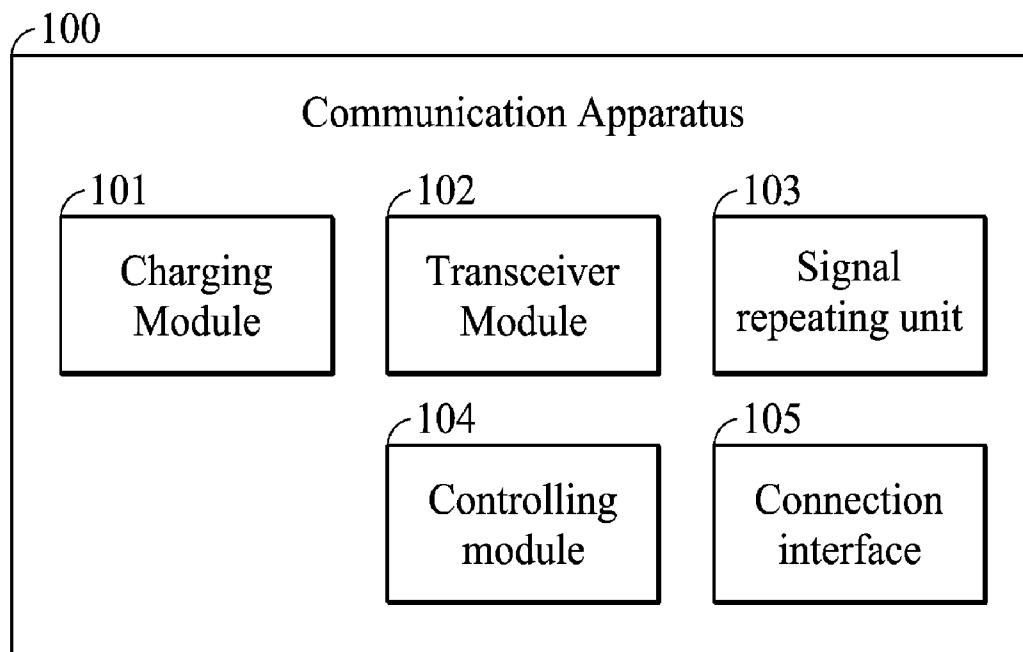 100
Communication Apparatus
101
Charging
Module
102
Transceiver
Module
103
Signal
repeating unit
104
Controlling
module
105
Connection
interface